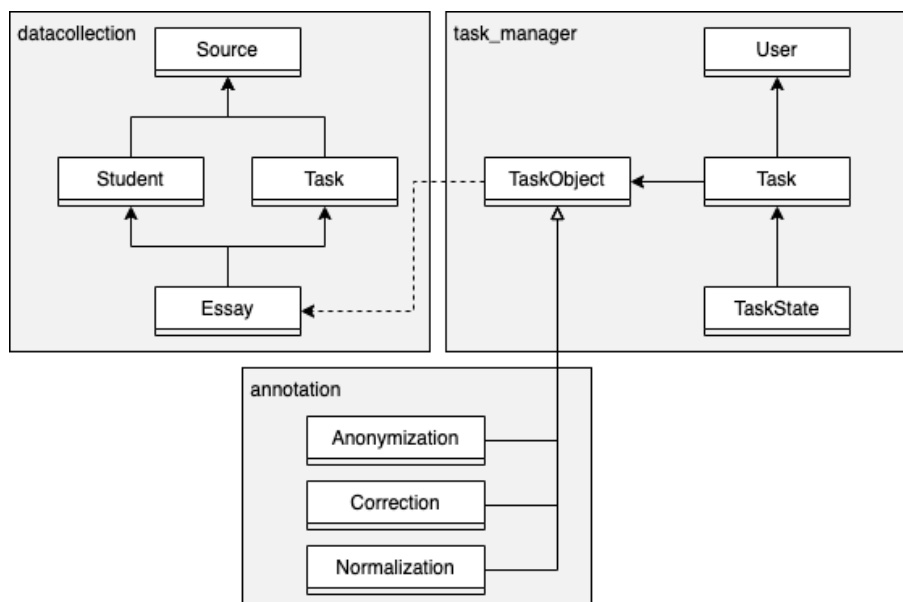 datacollection
Source
Student
Task
Essay
task_manager
User
TaskObject
Task
TaskState
annotation
Anonymization
Correction
Normalization